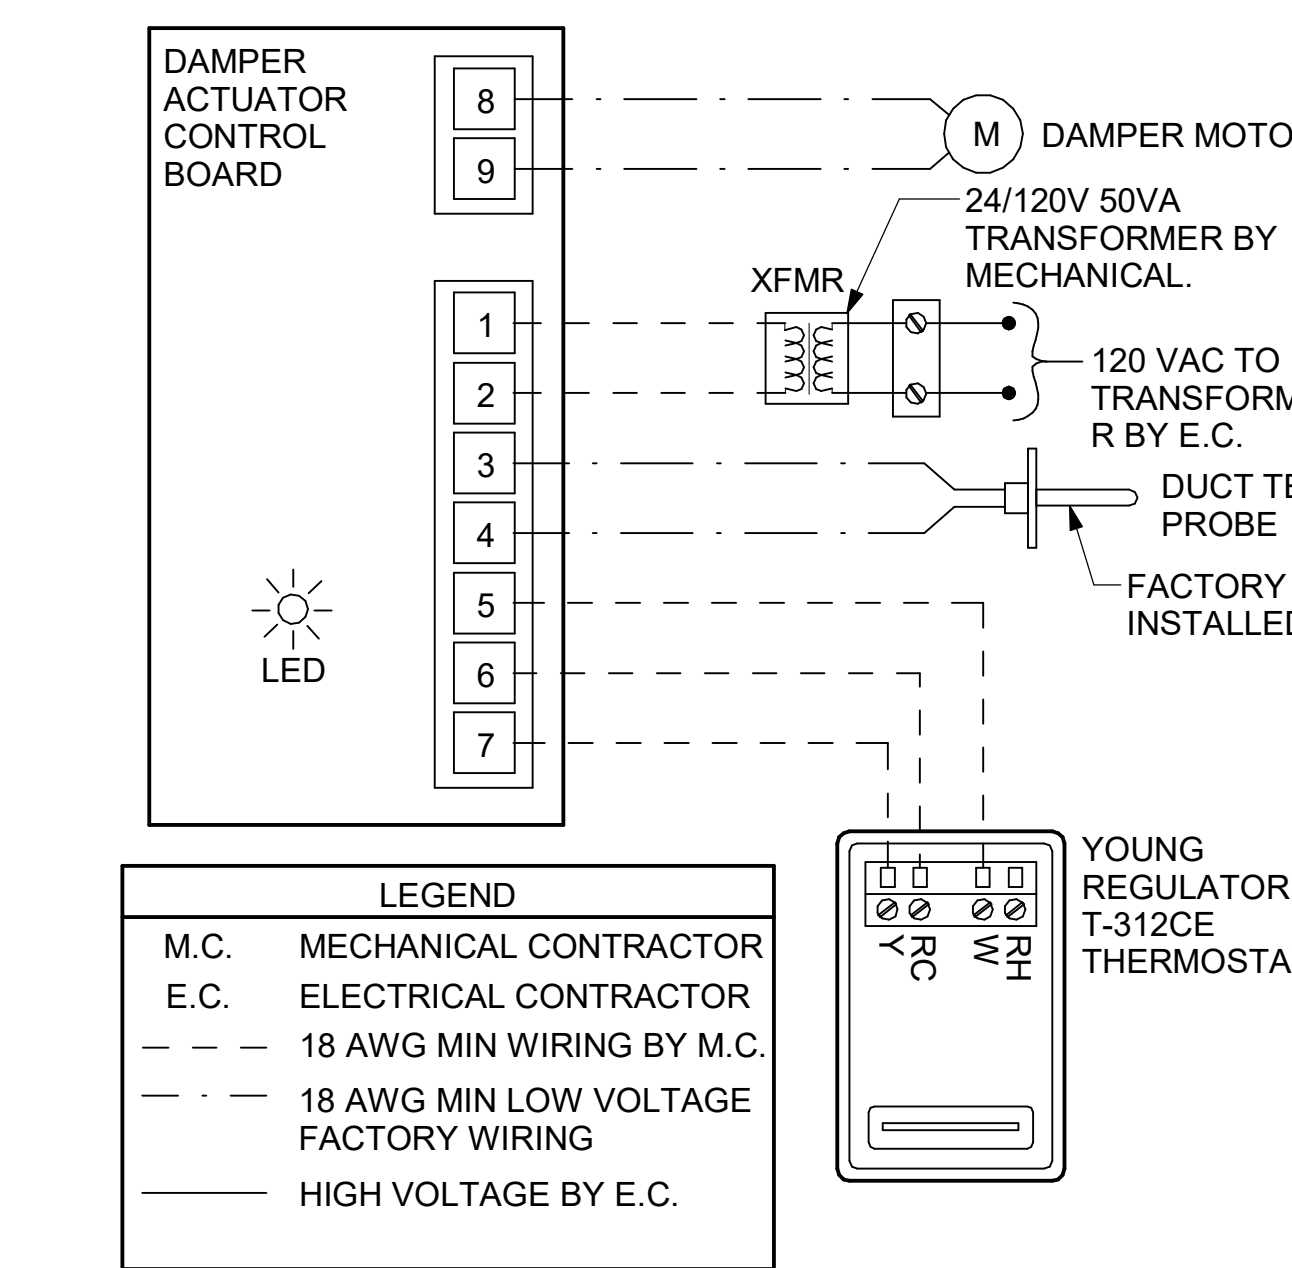 DAMPER
ACTUATOR
CONTROL
BOARD
8
9
M
DAMPER MOTO
24/120V 50VA
TRANSFORMER BY
MECHANICAL.
XFMR
1
2
3
4
5
6
7
120 VAC TO
TRANSFORM
R BY E.C.
DUCT TE
PROBE
FACTORY
INSTALLED
LED
YOUNG
REGULATOR
T-312CE
THERMOSTA
Y
RC
W
RH
LEGEND
M.C. MECHANICAL CONTRACTOR
E.C. ELECTRICAL CONTRACTOR
18 AWG MIN WIRING BY M.C.
18 AWG MIN LOW VOLTAGE
FACTORY WIRING
HIGH VOLTAGE BY E.C.